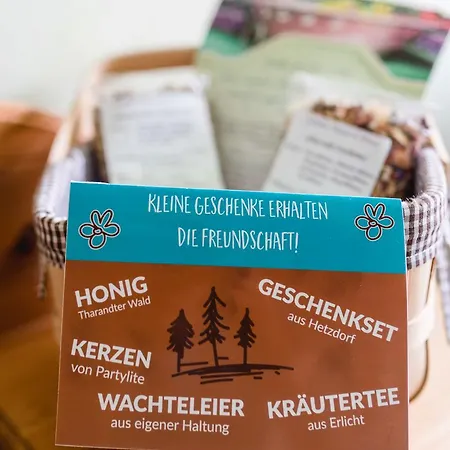 KLEINE GESCHENKE ERHALTEN
DIE FREUNDSCHAFT!
HONIG
Tharandter Wald
GESCHENKSET
aus Hetzdorf
KERZEN
von Partylite
WACHTELEIER
aus eigener Haltung
KRÄUTERTEE
aus Erlicht